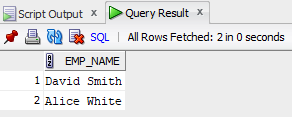 Script Output x Query Result x
SQL | All Rows Fetched: 2 in 0 seconds
EMP_NAME
1 David Smith
2 Alice White